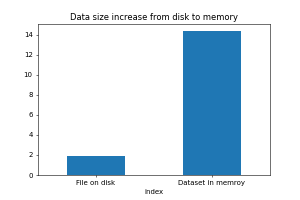 Data size increase from disk to memory
14
12
10
8
6
4
2
0
File on disk
Dataset in memroy
index